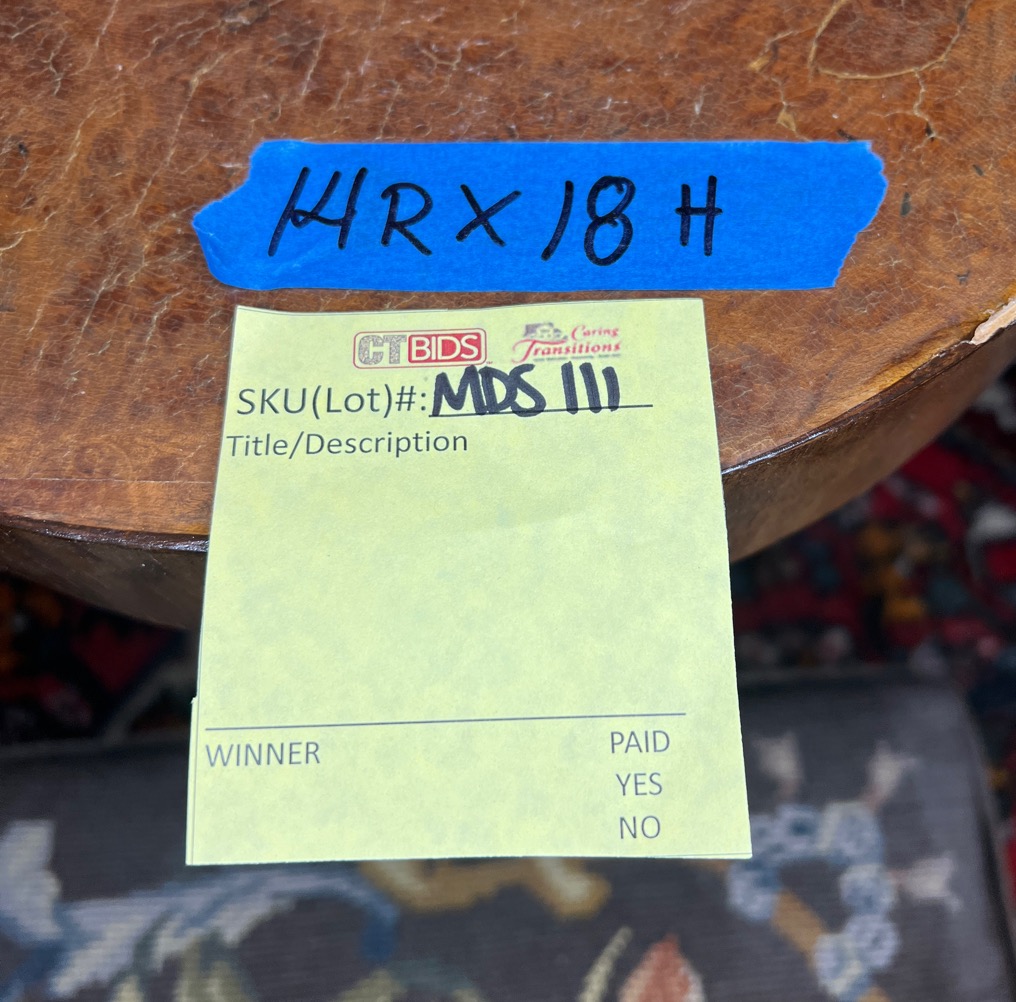 14R X 18 H
CTBIDS
Caring
Transitions
SKU(Lot)#: MDS 111
Title/Description
WINNER
PAID
YES
NO